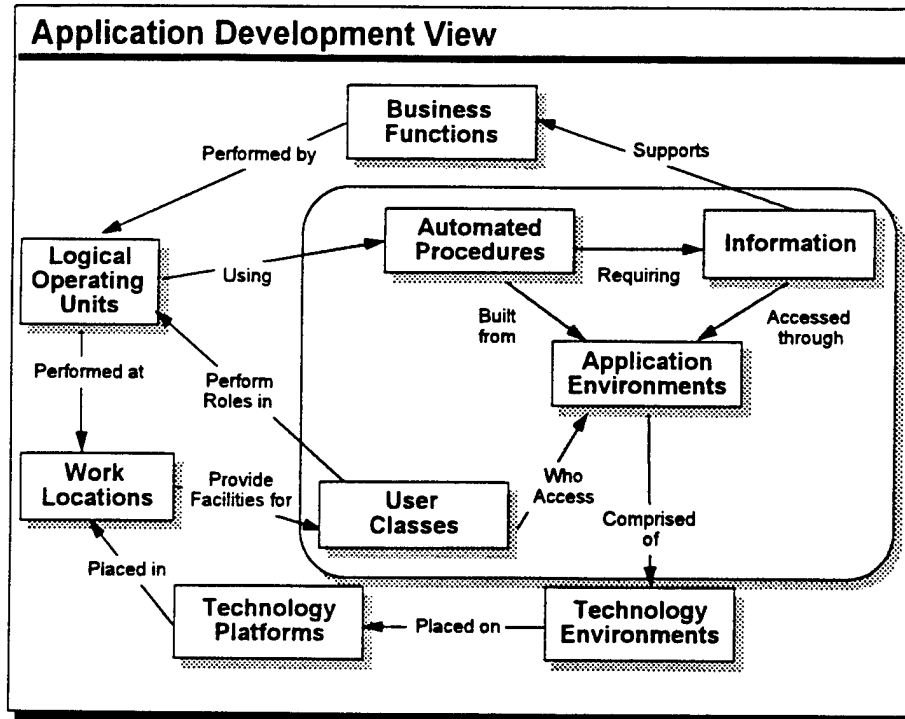 Application Development View
Business
Functions
Performed by
Supports
Automated
Procedures
Information
Logical
Operating
Units
Using
Requiring
Built
from
Accessed
through
Application
Environments
Performed at
Perform
Roles in
Work
Locations
Provide
Facilities for
User
Classes
Who
Access
Comprised
of
Placed in
Technology
Platforms
Placed on
Technology
Environments